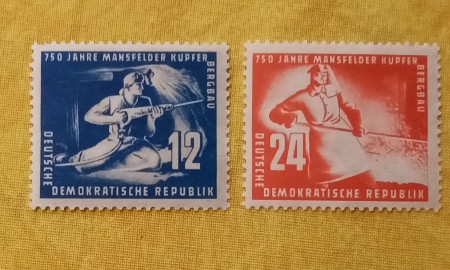 750 JAHRE MANSFELDER KUPFER
BERGBAU
12
DEUTSCHE
DEMOKRATISCHE REPUBLIK
750 JAHRE MANSFELDER KUPFER
BERGBAU
24
DEUTSCHE
DEMOKRATISCHE REPUBLIK